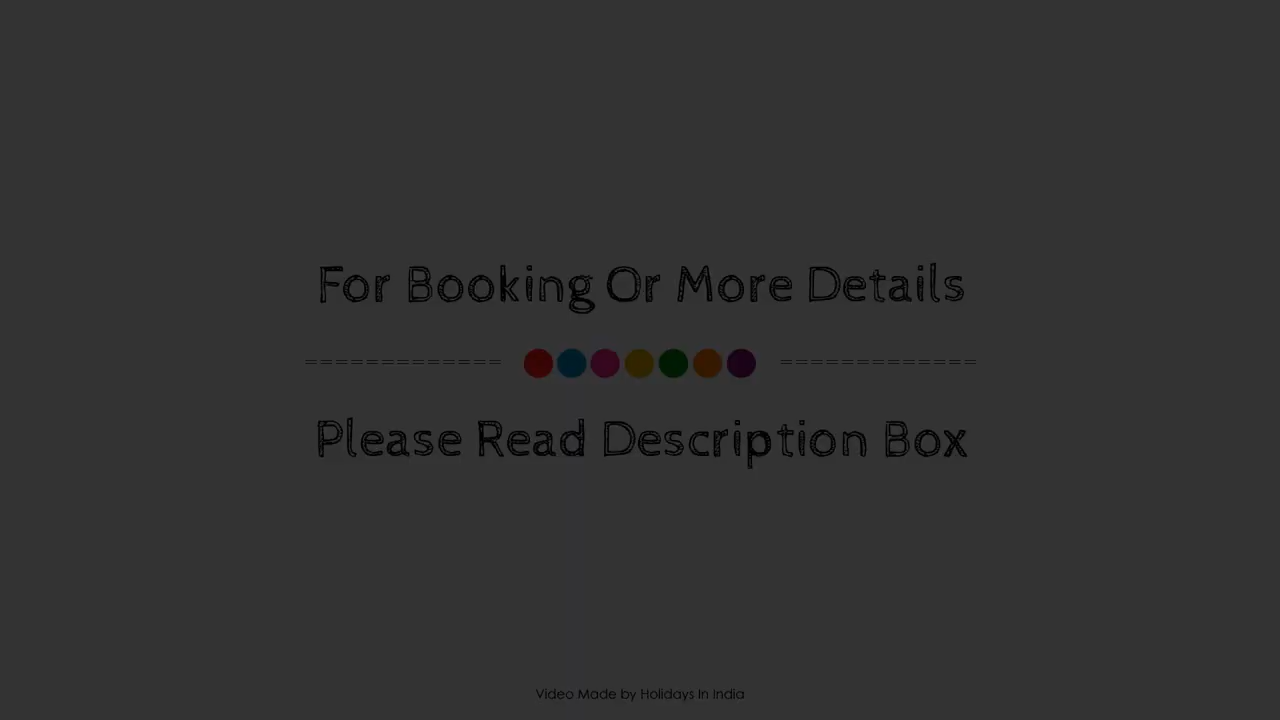 For Booking Or More Details
============= =============
Please Read Description Box
Video Made by Holidays In India